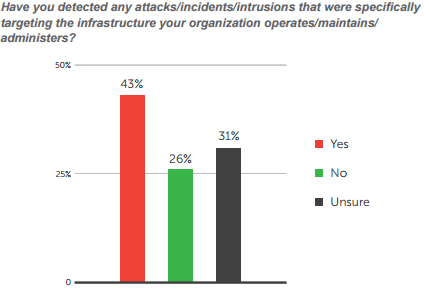 Have you detected any attacks/incidents/intrusions that were specifically
targeting the infrastructure your organization operates/maintains/
administers?
50%
43%
31%
26%
25%
0
Yes
No
Unsure